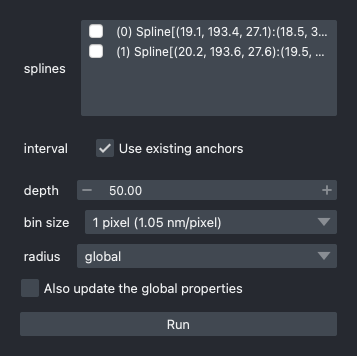 splines
(0) Spline[(19.1, 193.4, 27.1):(18.5, 3...
(1) Spline[(20.2, 193.6, 27.6):(19.5, ...
interval
Use existing anchors
depth
− 50.00 +
bin size
1 pixel (1.05 nm/pixel)
radius
global
Also update the global properties
Run